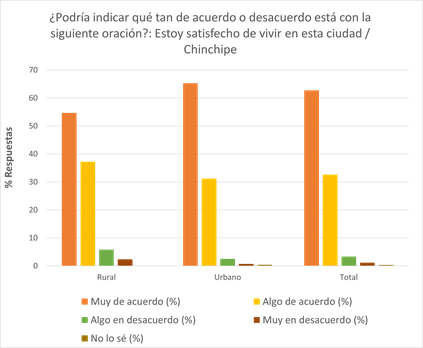 ¿Podría indicar qué tan de acuerdo o desacuerdo está con la
siguiente oración?: Estoy satisfecho de vivir en esta ciudad /
Chinchipe
% Respuestas
70
60
50
40
30
20
10
0
Rural
Urbano
Total
Muy de acuerdo (%)
Algo de acuerdo (%)
Algo en desacuerdo (%)
Muy en desacuerdo (%)
No lo sé (%)